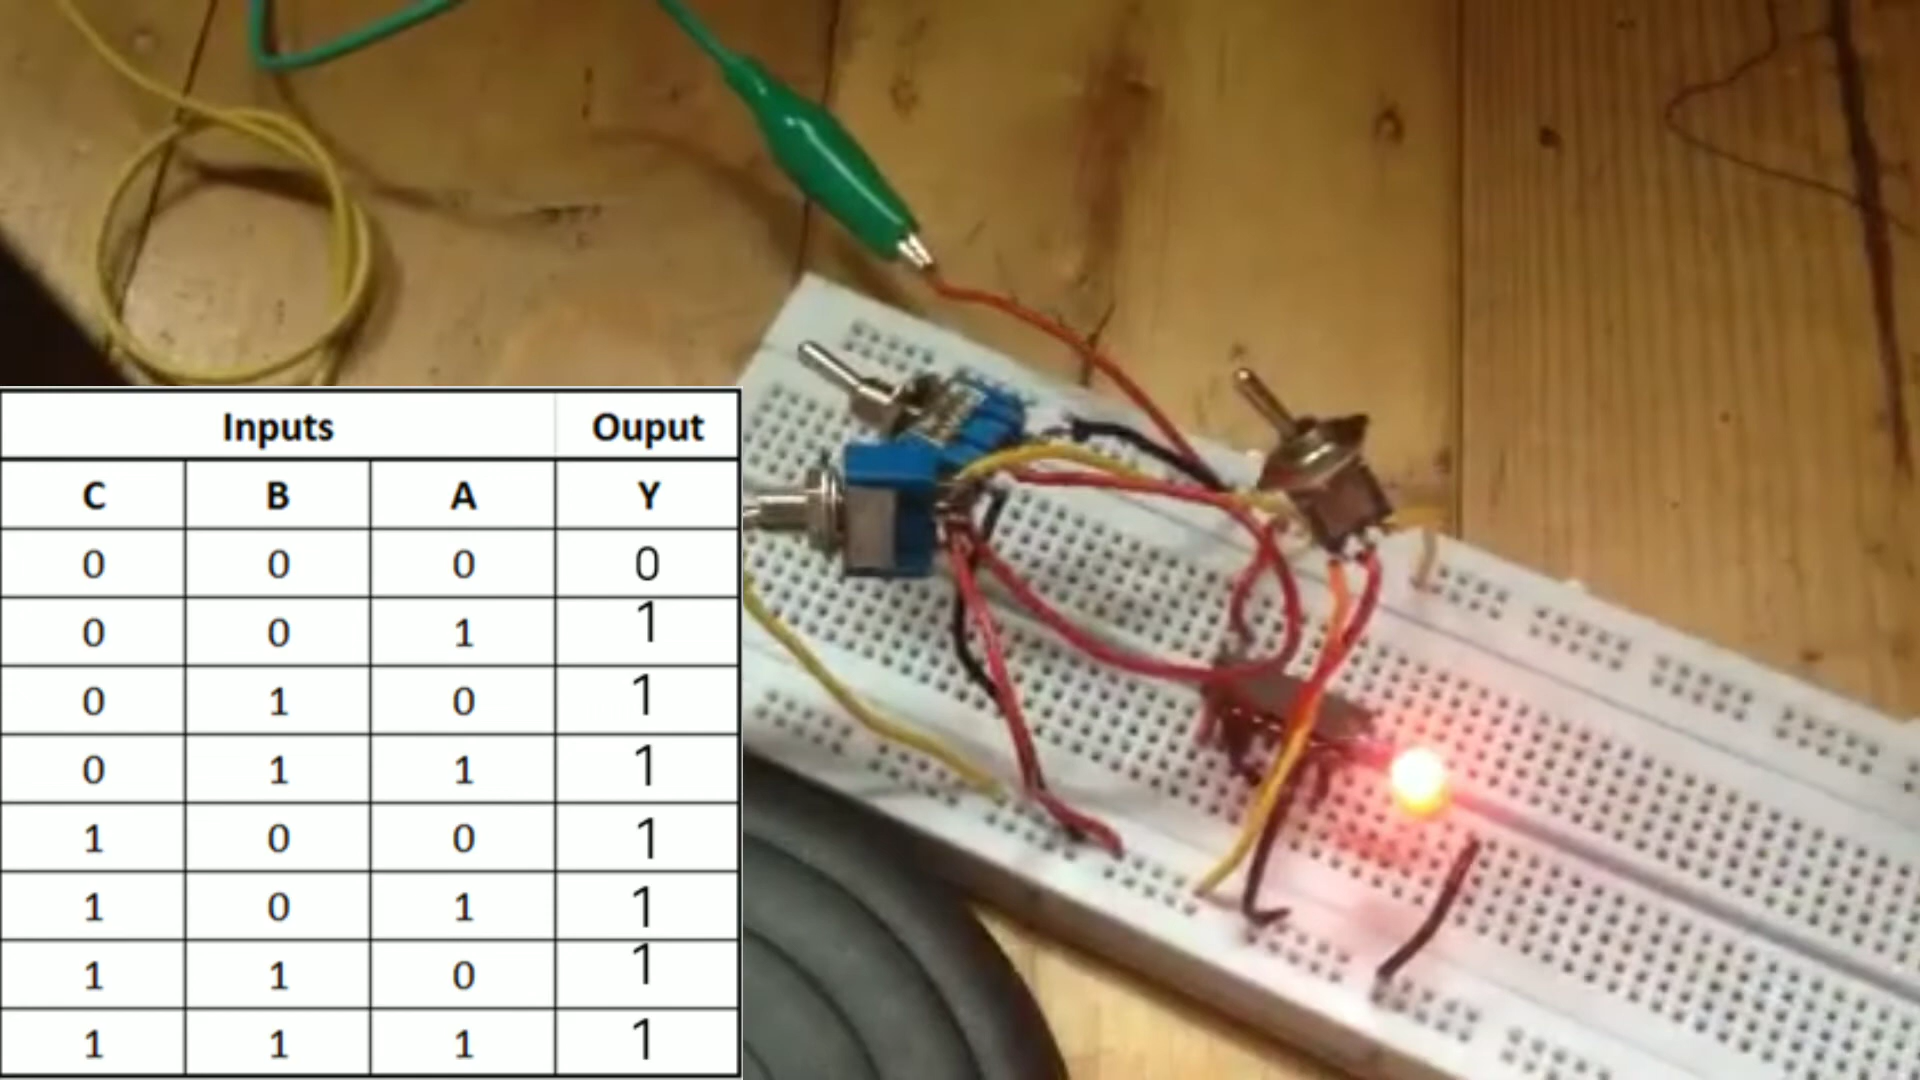 Inputs Ouput
C B A Y
0 0 0 0
0 0 1 1
0 1 0 1
0 1 1 1
1 0 0 1
1 0 1 1
1 1 0 1
1 1 1 1